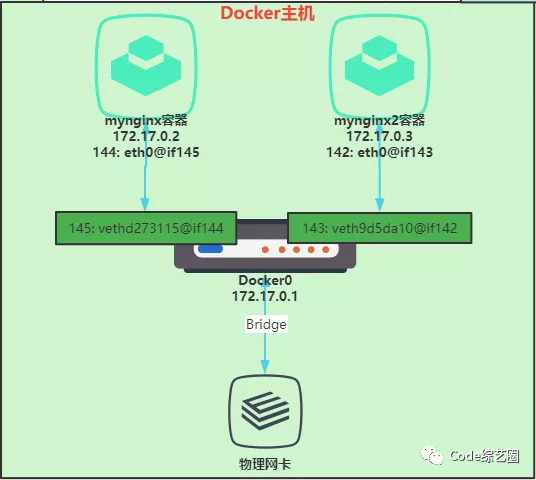 Docker主机
mynginx容器
172.17.0.2
144: eth0@if145
mynginx2容器
172.17.0.3
142: eth0@if143
145: vethd273115@if144
143: veth9d5da10@if142
Docker0
172.17.0.1
Bridge
物理网卡
Code综艺圈